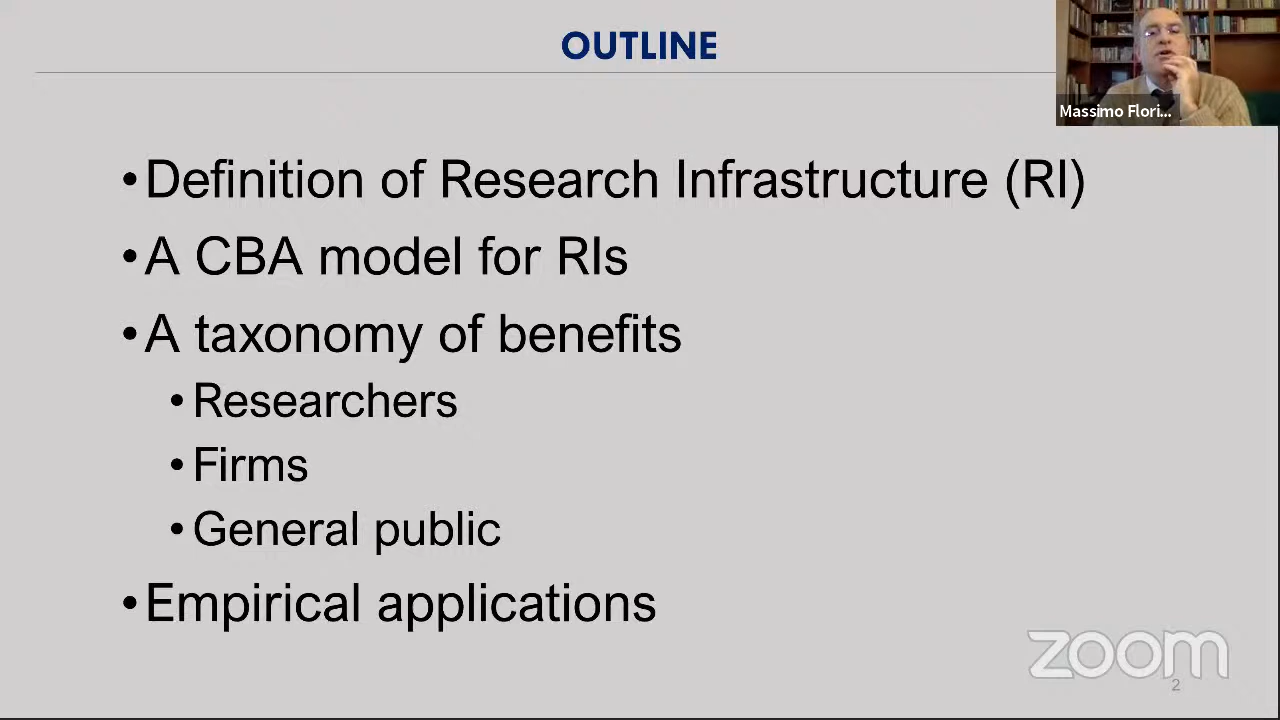 OUTLINE
Massimo Flori...
•Definition of Research Infrastructure (RI)
•A CBA model for RIs
•A taxonomy of benefits
•Researchers
•Firms
•General public
•Empirical applications
zoom
2